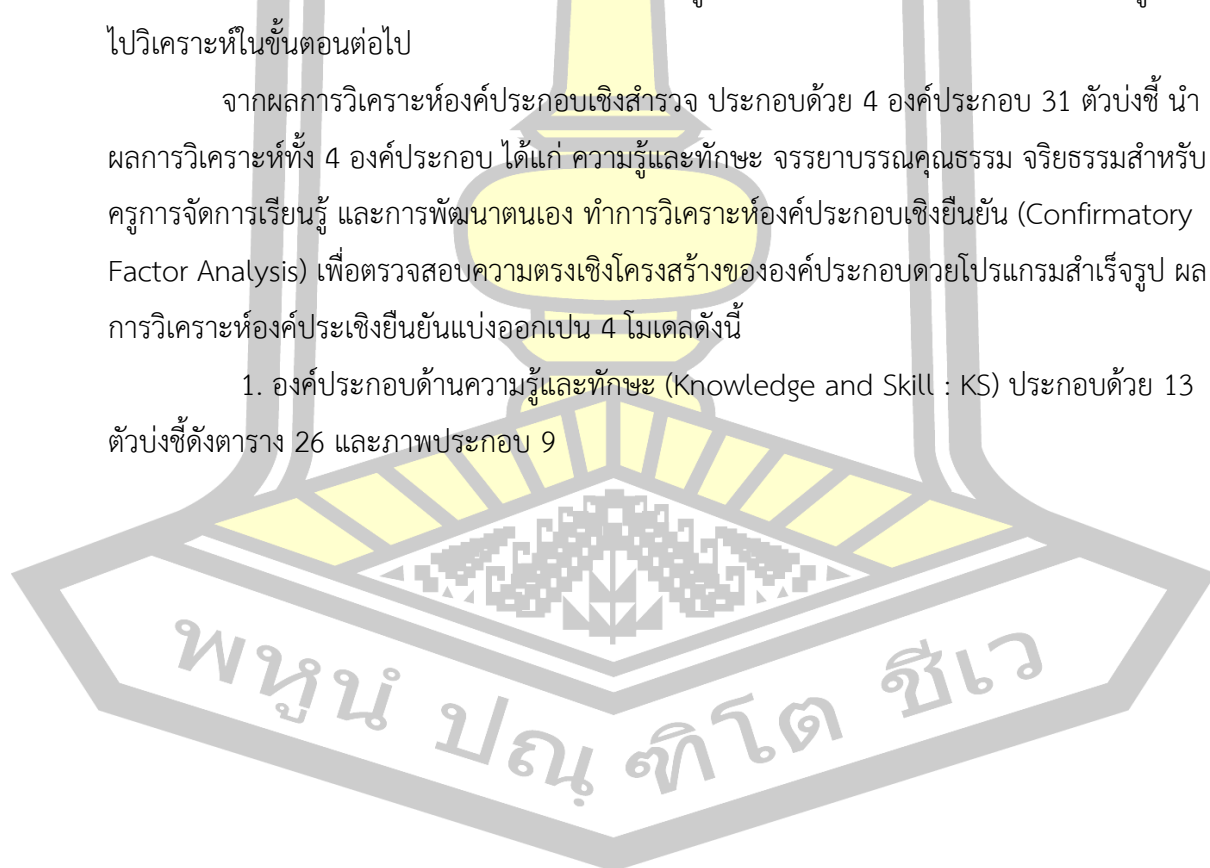 ไปวิเคราะห์ในขั้นตอนต่อไป
จากผลการวิเคราะห์องค์ประกอบเชิงสำรวจ ประกอบด้วย 4 องค์ประกอบ 31 ตัวบ่งชี้ นำ
ผลการวิเคราะห์ทั้ง 4 องค์ประกอบ ได้แก่ ความรู้และทักษะ จรรยาบรรณคุณธรรม จริยธรรมสำหรับ
ครูการจัดการเรียนรู้ และการพัฒนาตนเอง ทำการวิเคราะห์องค์ประกอบเชิงยืนยัน (Confirmatory
Factor Analysis) เพื่อตรวจสอบความตรงเชิงโครงสร้างขององค์ประกอบดวยโปรแกรมสำเร็จรูป ผล
การวิเคราะห์องค์ประเชิงยืนยันแบ่งออกเปน 4 โมเดลดังนี้
1. องค์ประกอบด้านความรู้และทักษะ (Knowledge and Skill : KS) ประกอบด้วย 13
ตัวบ่งชี้ดังตาราง 26 และภาพประกอบ 9
พหูนํ ปณฺฑิโต ชีเว